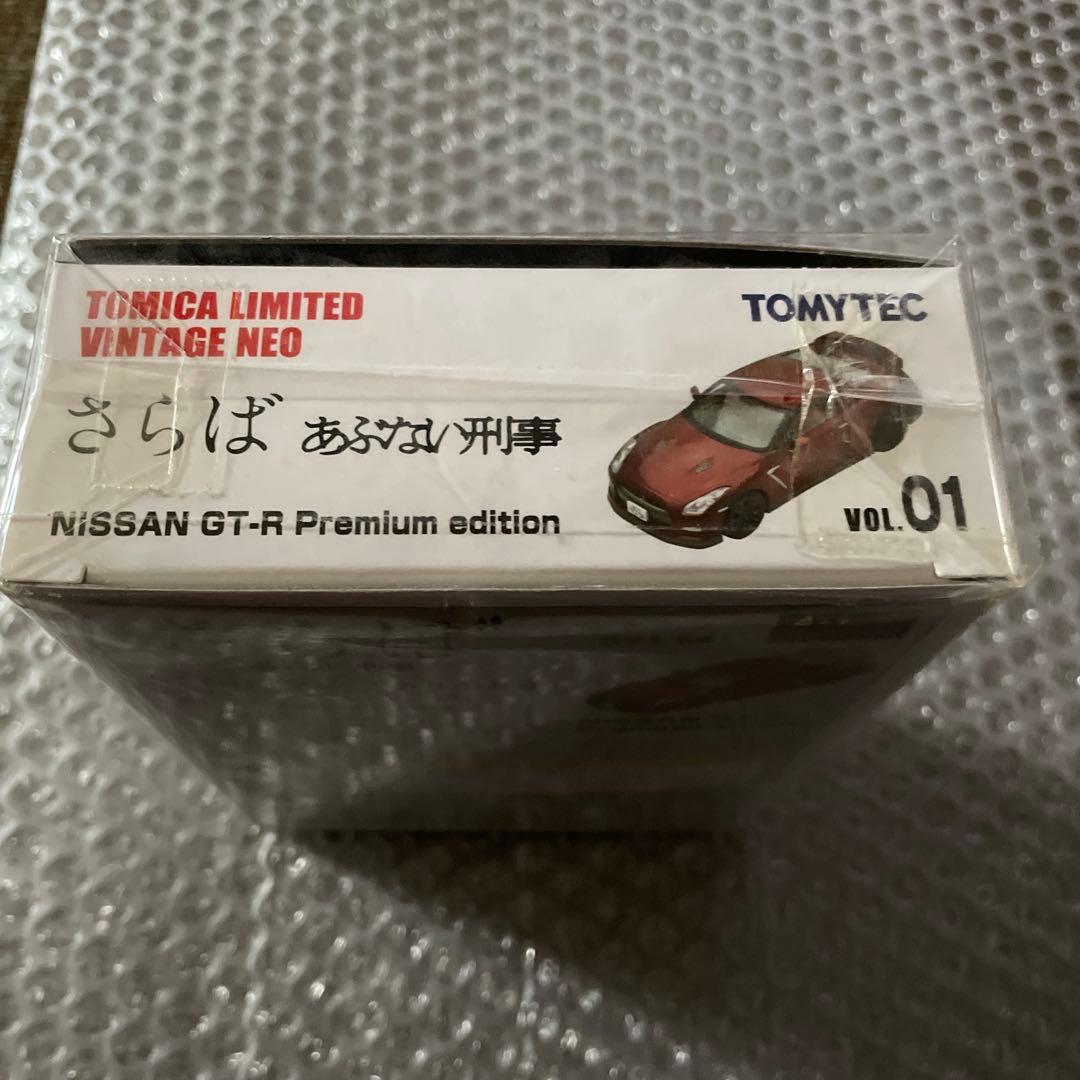 TOMICA LIMITED
VINTAGE NEO
TOMYTEC
さらば あぶない刑事
NISSAN GT-R Premium edition
VOL.01